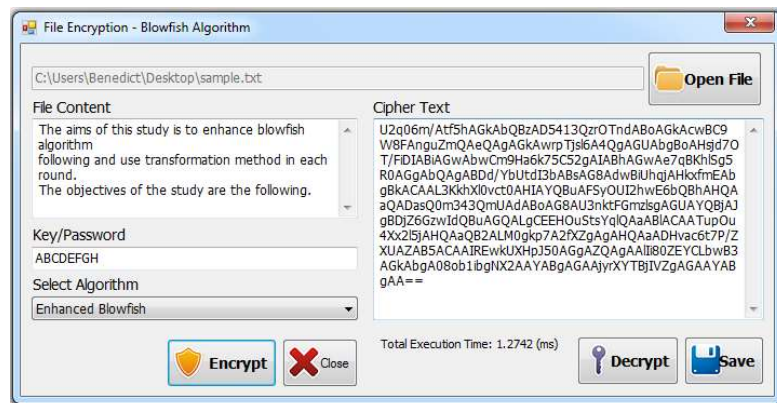 File Encryption - Blowfish Algorithm
C:\Users\Benedict\Desktop\sample.txt
Open File
File Content
The aims of this study is to enhance blowfish
algorithm
following and use transformation method in each
round.
The objectives of the study are the following.
Key/Password
ABCDEFGH
Select Algorithm
Enhanced Blowfish
Encrypt
Close
Cipher Text
U2q06m/Atf5hAGkAbQBzAD5413QzrOTndABoAGkAcwBC9
W8FAnguZmQAeQAgAGkAwrpTjsl6A4QgAGUAbgBoAHsjd7O
T/FiDIABiAGwAbwCm9Ha6k75C52gAIABhAGwAe7qBKhlSg5
R0AGgAbQAgABDd/YbUtdI3bABsAG8AdwBiUhqjAHkxfmEAb
gBkACAAL3KkhXl0vct0AHIAYQBuAFSyOUI2hwE6bQBhAHQA
aQADasQ0m343QmUAdABoAG8AU3nktFGmzlsgAGUAYQBjAJ
gBDjZ6GzwIdQBuAGQALgCEEHOuStsYqlQAaABlACAATupOu
4Xx2l5jAHQAaQB2ALM0gkp7A2fXZgAgAHQAaADHvac6t7P/Z
XUAZAB5ACAAIREwkUXHpJ50AGgAZQAgAAlIi80ZEYCLbwB3
AGkAbgA08ob1ibgNX2AAYABgAGAAjyrXYTBjIVZgAGAAYAB
gAA==
Total Execution Time: 1.2742 (ms)
Decrypt
Save